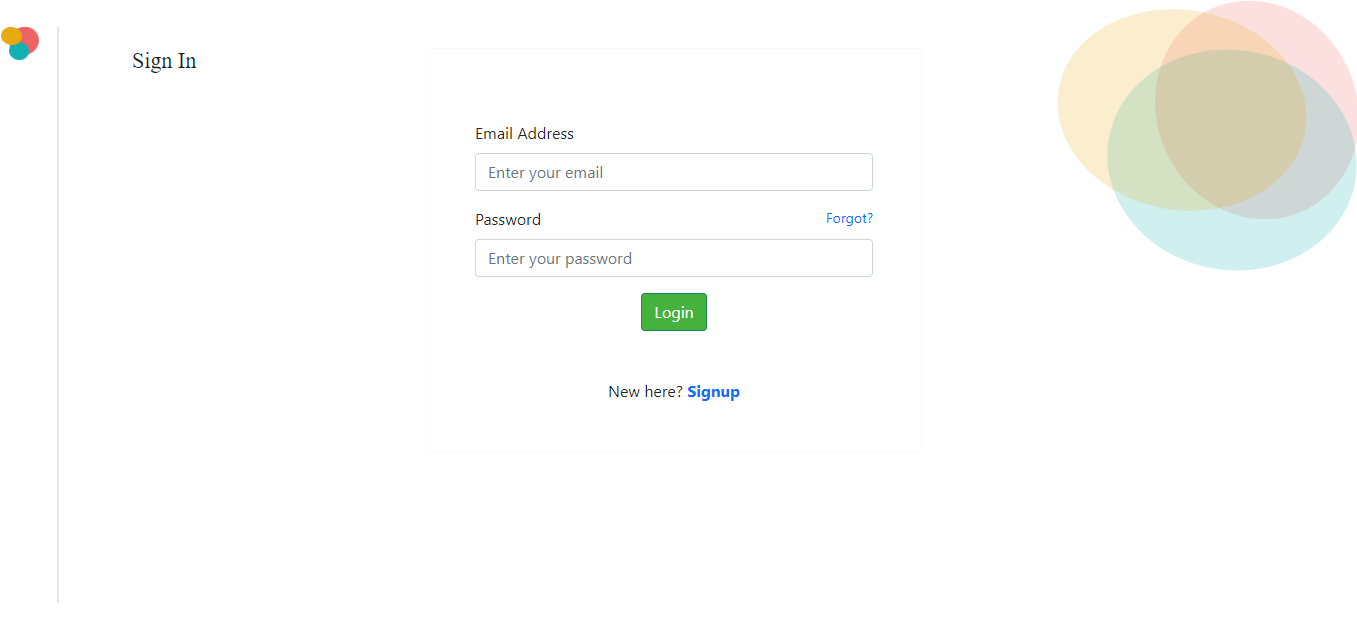 Sign In
Email Address
Enter your email
Password Forgot?
Enter your password
Login
New here? Signup